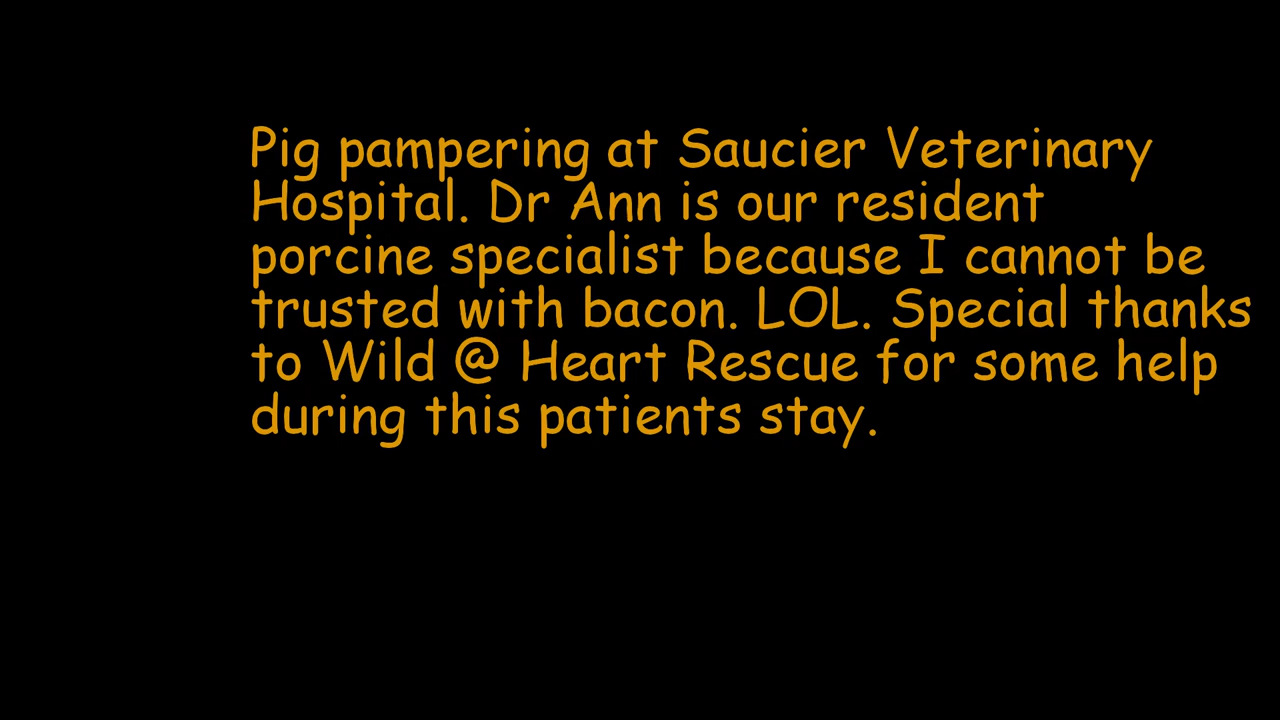 Pig pampering at Saucier Veterinary
Hospital. Dr Ann is our resident
porcine specialist because I cannot be
trusted with bacon. LOL. Special thanks
to Wild @ Heart Rescue for some help
during this patients stay.